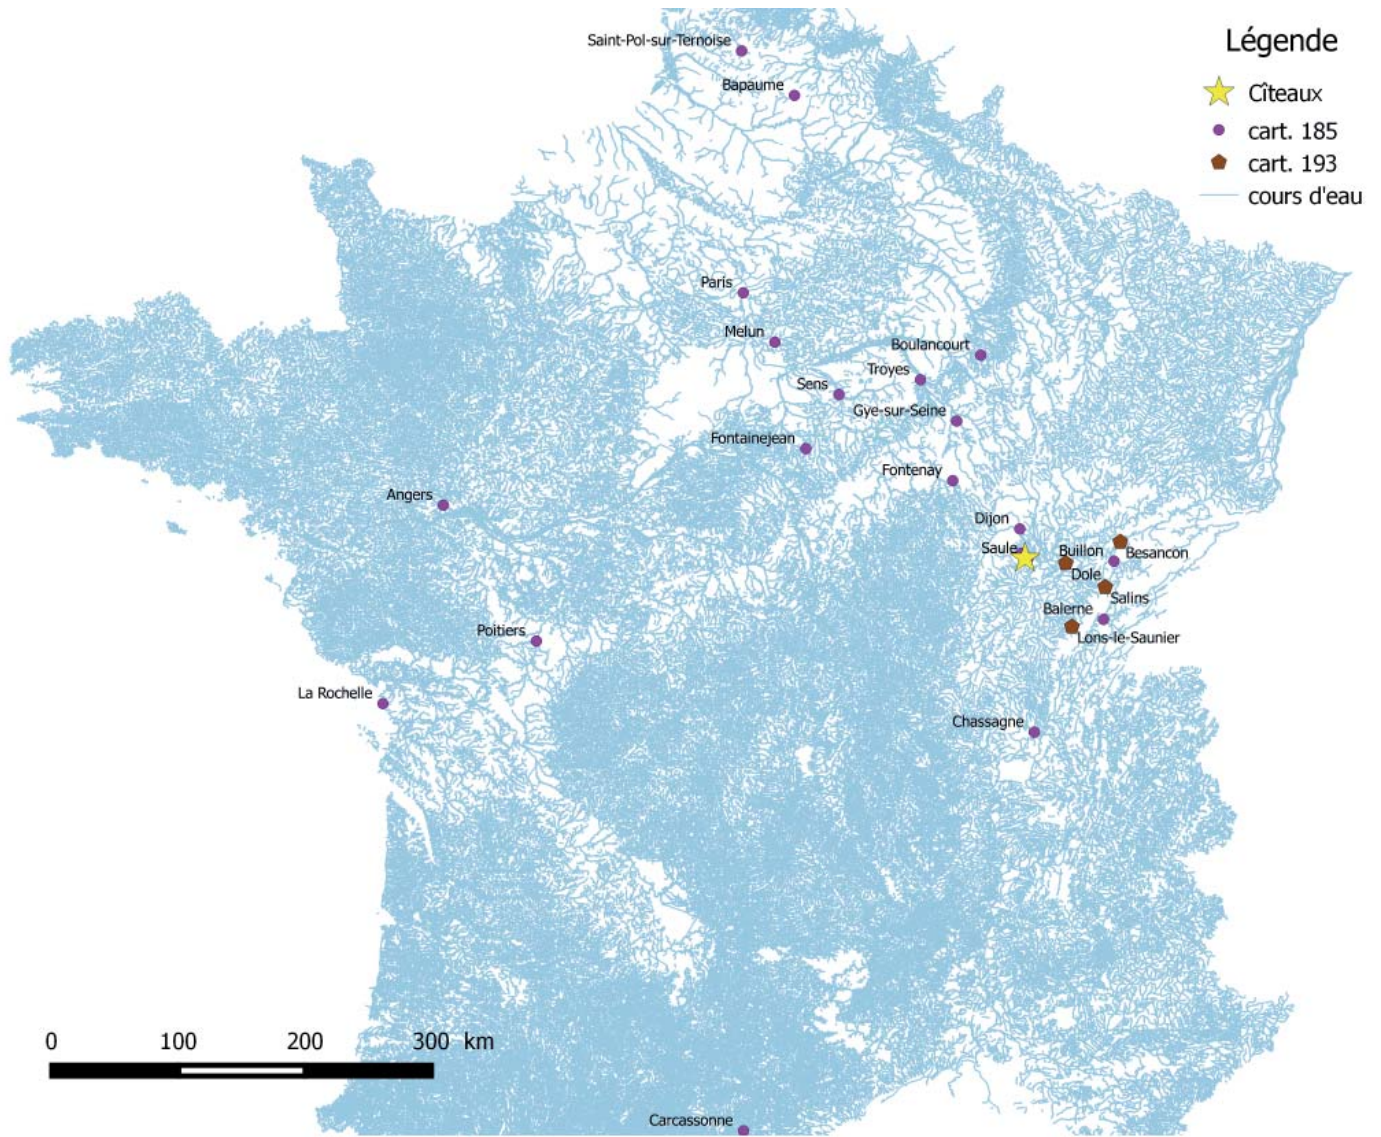 Légende
Cîteaux
cart. 185
cart. 193
cours d'eau
Saint-Pol-sur-Ternoise
Bapaume
Paris
Melun
Boulancourt
Troyes
Sens
Gye-sur-Seine
Fontainejean
Fontenay
Angers
Dijon
Saule
Buillon
Besancon
Dole
Salins
Balerne
Lons-le-Saunier
Poitiers
La Rochelle
Chassagne
0 100 200 300 km
Carcassonne